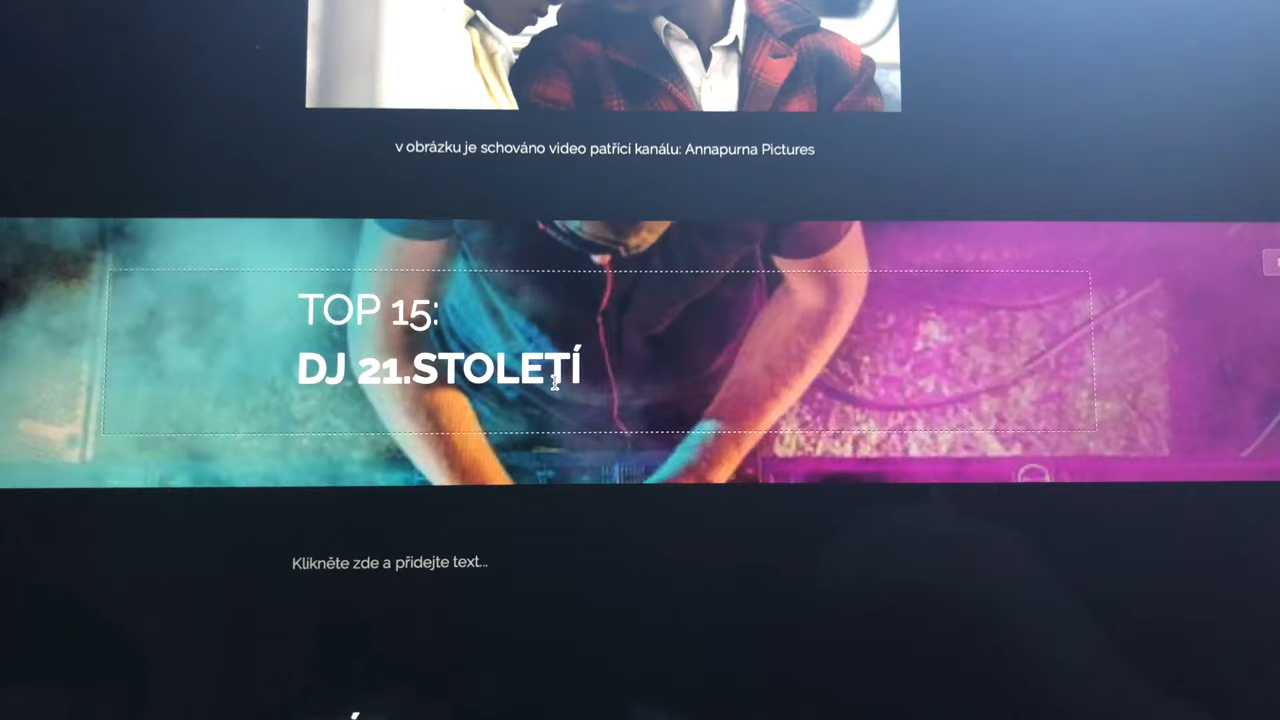 v obrázku je schováno video patřící kanálu: Annapurna Pictures
TOP 15:
DJ 21.STOLETÍ
Klikněte zde a přidejte text...